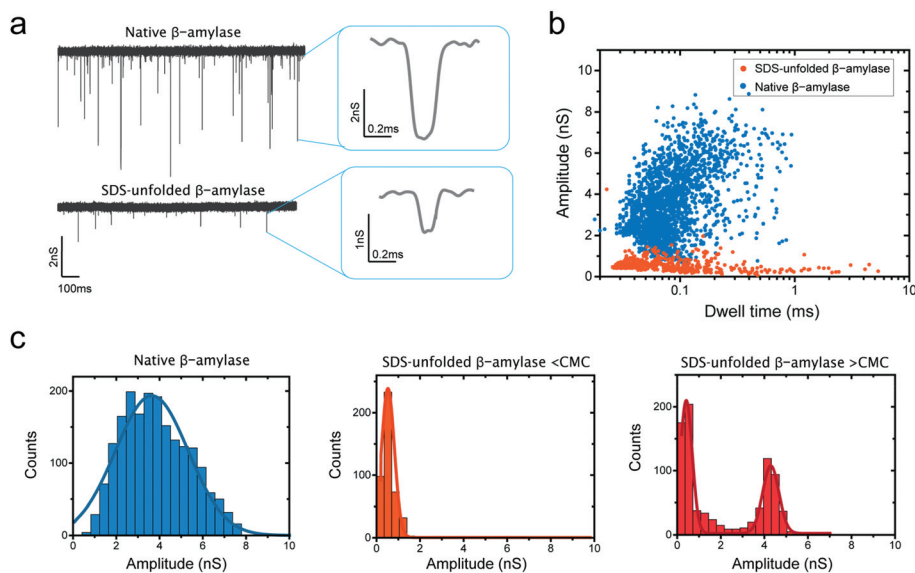 a
Native β-amylase
2nS
0.2ms
SDS-unfolded β-amylase
2nS
100ms
1nS
0.2ms
b
SDS-unfolded β-amylase
Native β-amylase
Amplitude (nS)
10
8
6
4
2
0
0.1
1
10
Dwell time (ms)
c
Native β-amylase
Counts
200
100
0
0 2 4 6 8 10
Amplitude (nS)
SDS-unfolded β-amylase <CMC
Counts
200
100
0
0 2 4 6 8 10
Amplitude (nS)
SDS-unfolded β-amylase >CMC
Counts
200
100
0
0 2 4 6 8 10
Amplitude (nS)